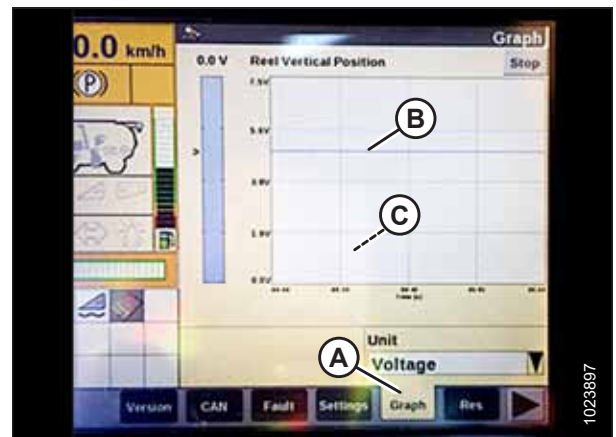 0.0 km/h
(P)
Graph
0.0 V
Reel Vertical Position
Stop
A
B
C
Time (s)
Unit
Voltage
Version
CAN
Fault
Settings
Graph
Res
1023897